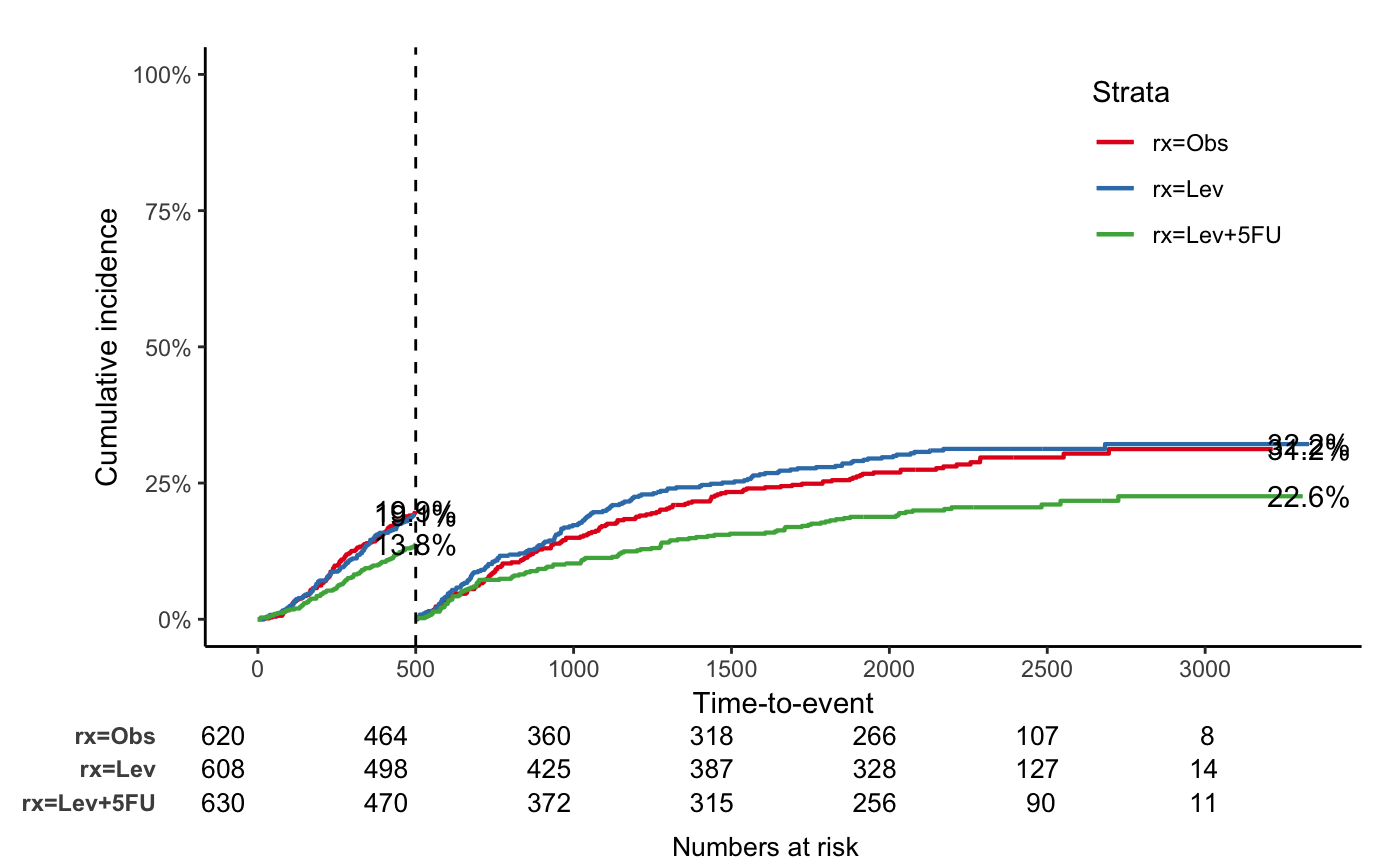 100%
75%
50%
25%
0%
Cumulative incidence
Strata
rx=Obs
rx=Lev
rx=Lev+5FU
13.8%
22.6%
0 500 1000 1500 2000 2500 3000
Time-to-event
rx=Obs 620 464 360 318 266 107 8
rx=Lev 608 498 425 387 328 127 14
rx=Lev+5FU 630 470 372 315 256 90 11
Numbers at risk